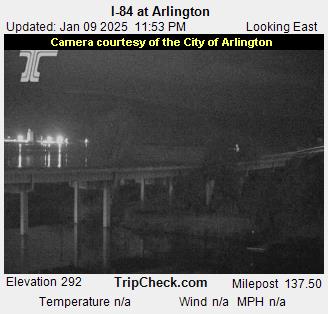 I-84 at Arlington
Updated: Jan 09 2025 11:53 PM Looking East
Camera courtesy of the City of Arlington
Elevation 292 TripCheck.com Milepost 137.50
Temperature n/a Wind n/a MPH n/a